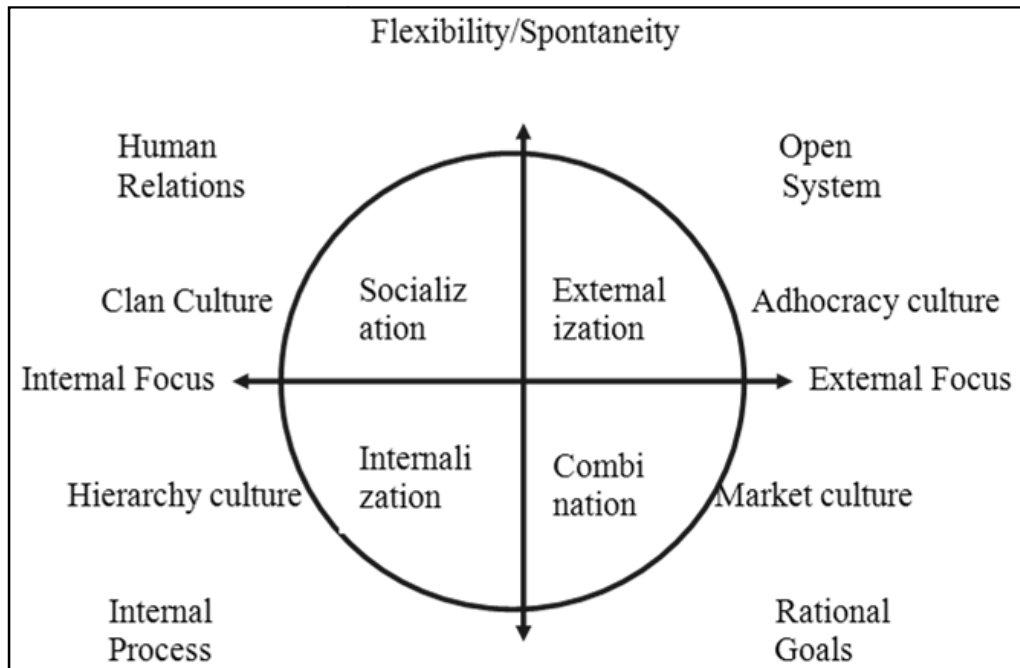 Flexibility/Spontaneity
Human
Relations
Open
System
Clan Culture
Socializ
ation
External
ization
Adhocracy culture
Internal Focus
External Focus
Hierarchy culture
Internali
zation
Combi
nation
Market culture
Internal
Process
Rational
Goals